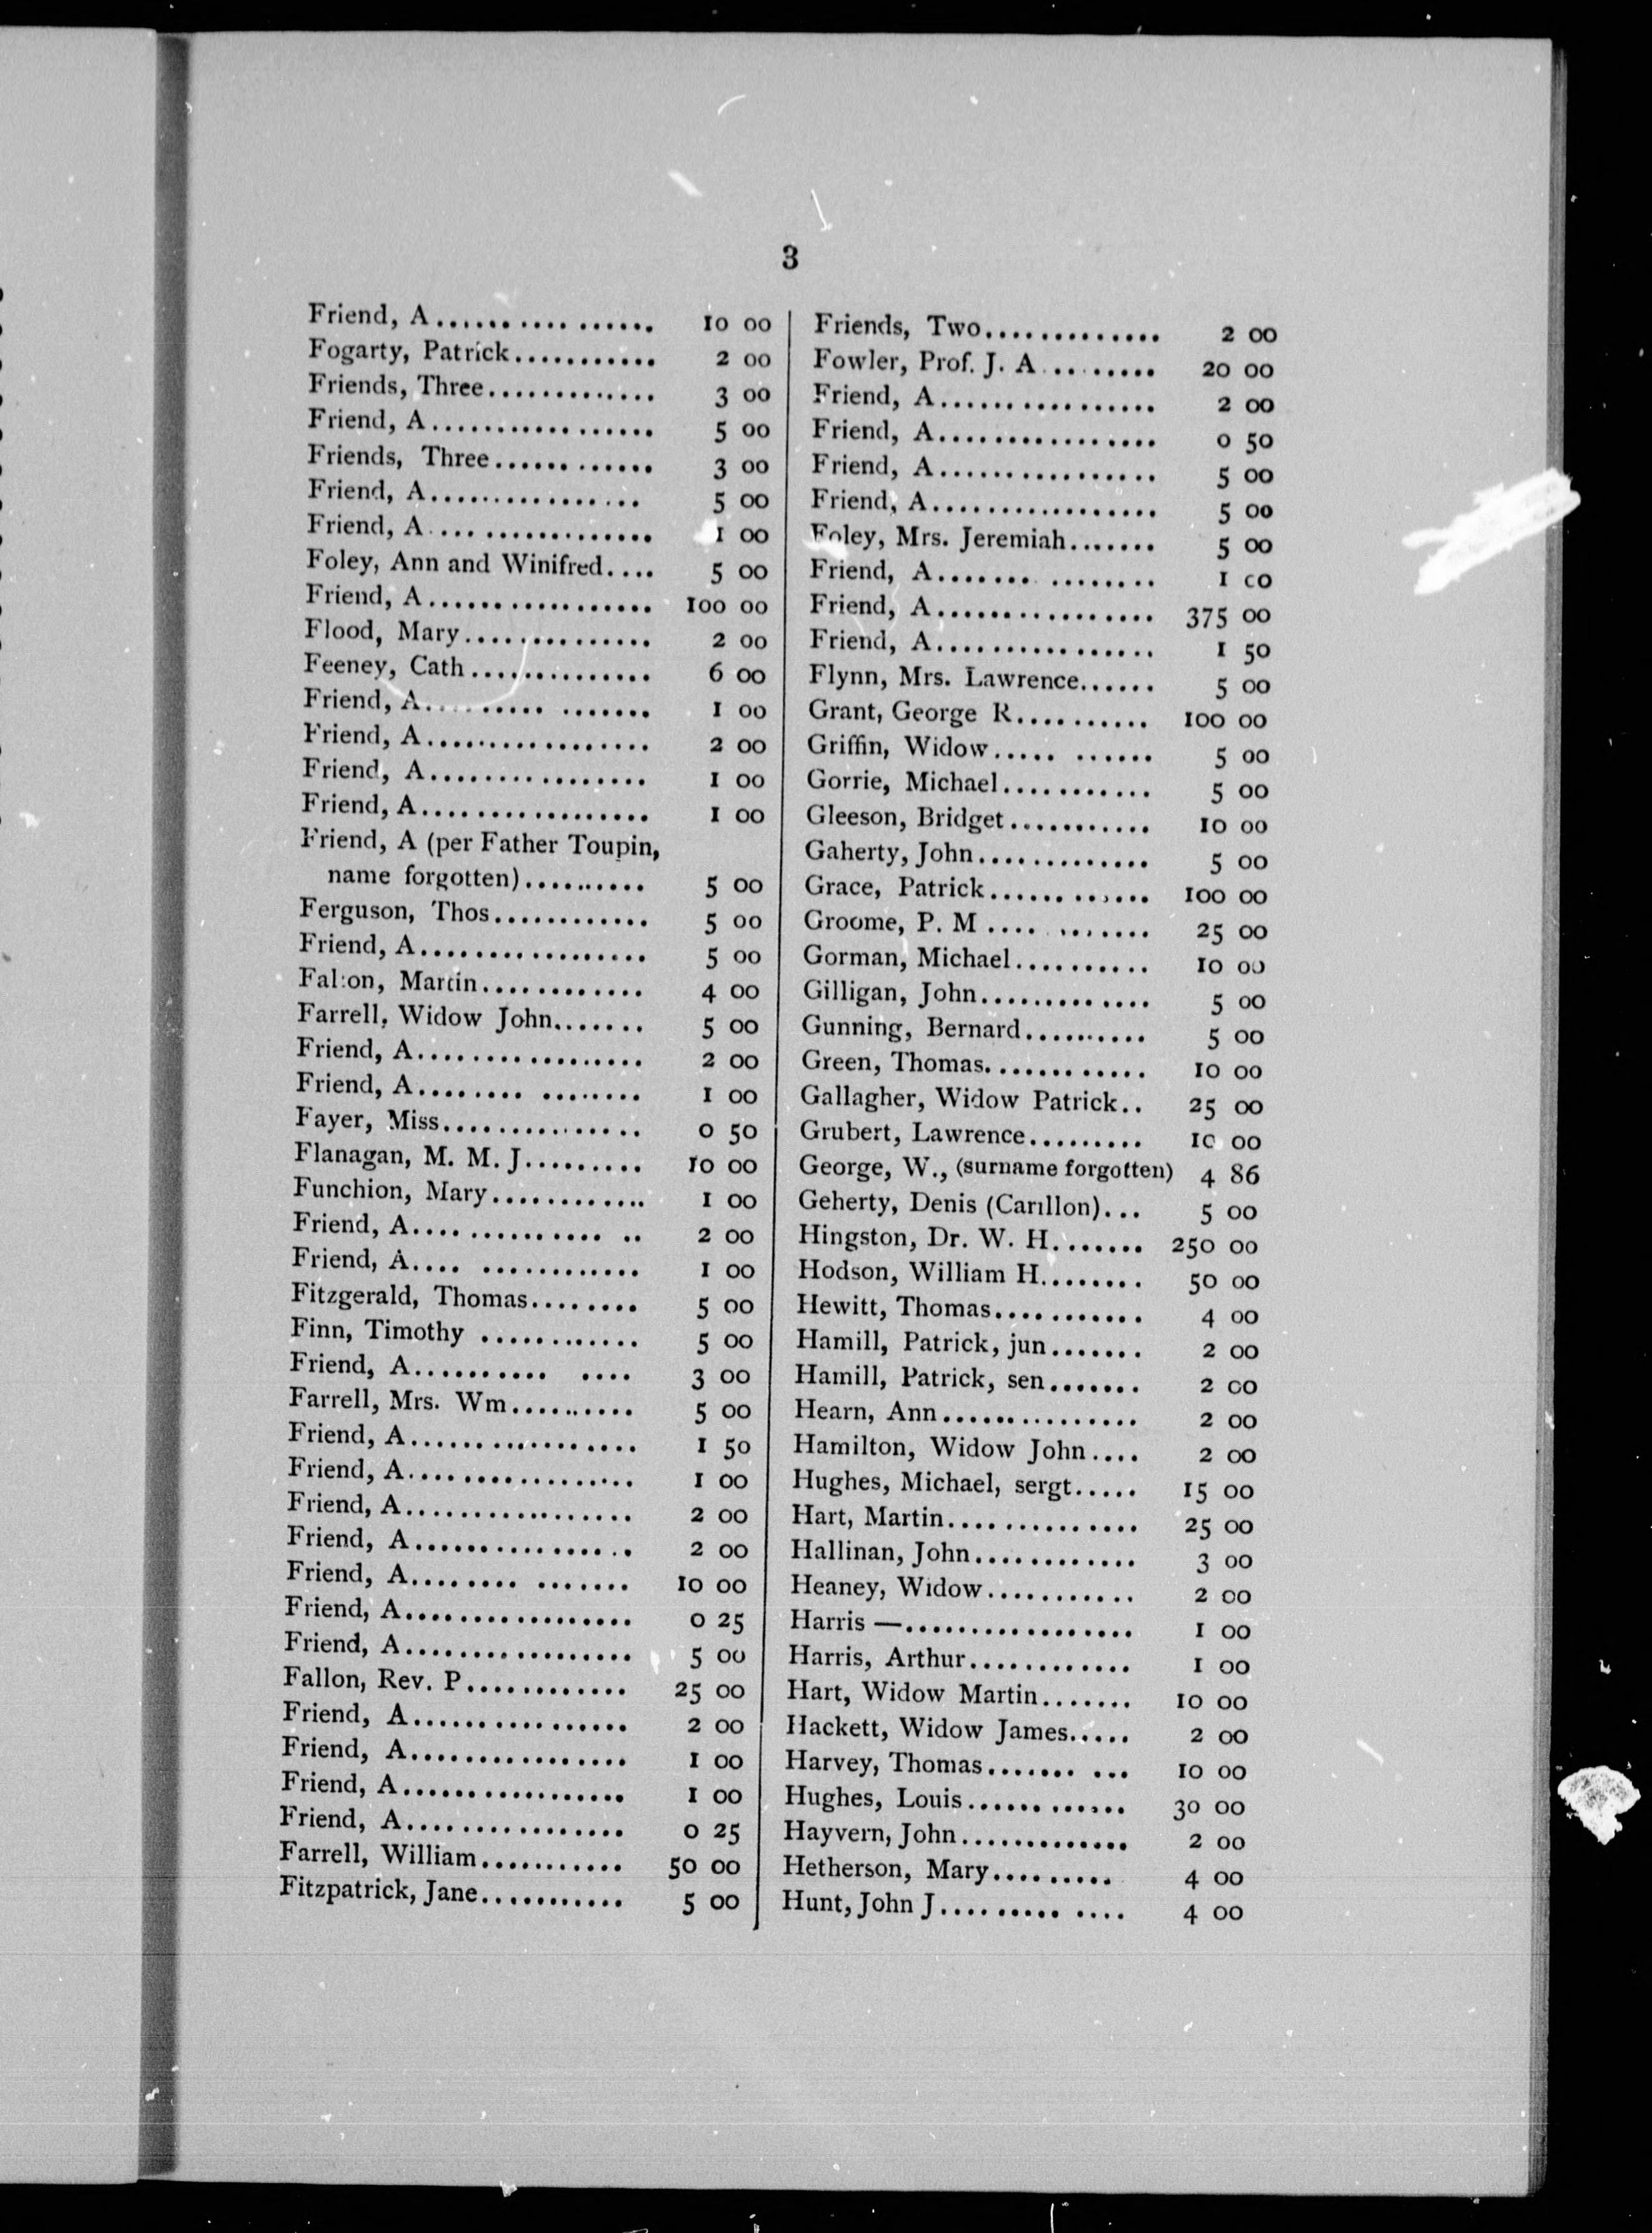 3
Friend, A.................. 10 00
Fogarty, Patrick........... 2 00
Friends, Three............. 3 00
Friend, A.................. 5 00
Friends, Three............. 3 00
Friend, A................ 5 00
Friend, A.... .............. 1 00
Foley, Ann and Winifred.... 5 00
Friend, A.................. 100 00
Flood, Mary............... 2 00
Feeney, Cath.............. 6 00
Friend, A.......... ....... 1 00
Friend, A.................. 2 00
Friend, A................. 1 00
Friend, A.................. 1 00
Friend, A (per Father Toupin,
name forgotten).......... 5 00
Ferguson, Thos............ 5 00
Friend, A.................. 5 00
Fal:on, Martin............. 4 00
Farrell, Widow John....... 5 00
Friend, A.................. 2 00
Friend, A........ ........ 1 00
Fayer, Miss................ 0 50
Flanagan, M. M. J......... 10 00
Funchion, Mary............ 1 00
Friend, A.... .......... .. 2 00
Friend, A.... ............ 1 00
Fitzgerald, Thomas........ 5 00
Finn, Timothy ............ 5 00
Friend, A.......... .... 3 00
Farrell, Mrs. Wm.......... 5 00
Friend, A.................. 1 50
Friend, A.................. 1 00
Friend, A.................. 2 00
Friend, A................. 2 00
Friend, A........ ....... 10 00
Friend, A.................. 0 25
Friend, A.................. 5 00
Fallon, Rev. P............ 25 00
Friend, A................. 2 00
Friend, A................. 1 00
Friend, A.................. 1 00
Friend, A................. 0 25
Farrell, William........... 50 00
Fitzpatrick, Jane........... 5 00
Friends, Two.............. 2 00
Fowler, Prof. J. A......... 20 00
Friend, A................. 2 00
Friend, A................. 0 50
Friend, A................. 5 00
Friend, A.................. 5 00
Foley, Mrs. Jeremiah....... 5 00
Friend, A....... ........ 1 00
Friend, A................. 375 00
Friend, A................. 1 50
Flynn, Mrs. Lawrence...... 5 00
Grant, George R.......... 100 00
Griffin, Widow..... ...... 5 00
Gorrie, Michael........... 5 00
Gleeson, Bridget........... 10 00
Gaherty, John............. 5 00
Grace, Patrick............ 100 00
Groome, P. M .... ....... 25 00
Gorman, Michael.......... 10 00
Gilligan, John............. 5 00
Gunning, Bernard.......... 5 00
Green, Thomas............ 10 00
Gallagher, Widow Patrick.. 25 00
Grubert, Lawrence......... 10 00
George, W., (surname forgotten) 4 86
Geherty, Denis (Carillon)... 5 00
Hingston, Dr. W. H....... 250 00
Hodson, William H........ 50 00
Hewitt, Thomas............ 4 00
Hamill, Patrick, jun....... 2 00
Hamill, Patrick, sen....... 2 00
Hearn, Ann............... 2 00
Hamilton, Widow John.... 2 00
Hughes, Michael, sergt..... 15 00
Hart, Martin............... 25 00
Hallinan, John............ 3 00
Heaney, Widow........... 2 00
Harris —................. 1 00
Harris, Arthur............ 1 00
Hart, Widow Martin....... 10 00
Hackett, Widow James..... 2 00
Harvey, Thomas....... ... 10 00
Hughes, Louis............ 30 00
Hayvern, John............. 2 00
Hetherson, Mary.......... 4 00
Hunt, John J.......... .... 4 00